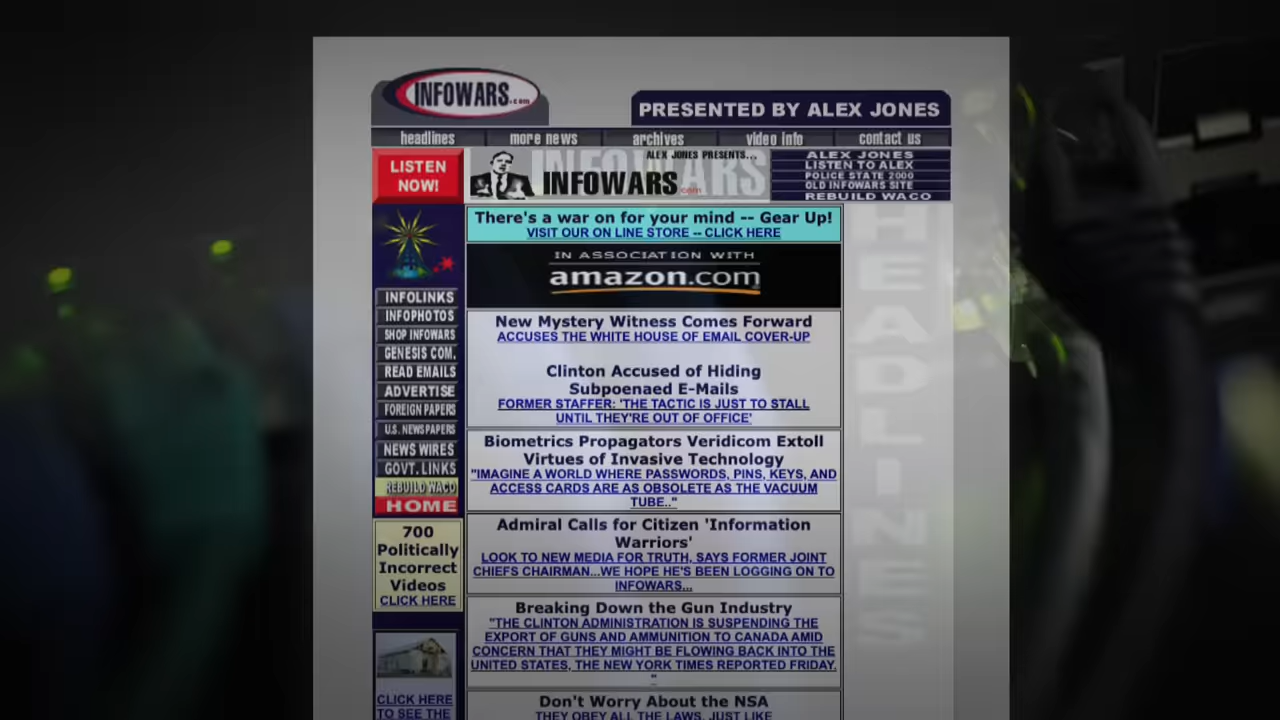 INFOWARS.com
PRESENTED BY ALEX JONES
headlines
more news
archives
video info
contact us
LISTEN
NOW!
ALEX JONES PRESENTS...
INFOWARS.com
ALEX JONES
LISTEN TO ALEX
POLICE STATE 2000
OLD INFOWARS SITE
REBUILD WACO
There's a war on for your mind -- Gear Up!
VISIT OUR ON LINE STORE -- CLICK HERE
IN ASSOCIATION WITH
amazon.com
INFOLINKS
INFOPHOTOS
SHOP INFOWARS
GENESIS COM.
READ EMAILS
ADVERTISE
FOREIGN PAPERS
U.S. NEWSPAPERS
NEWS WIRES
GOVT. LINKS
REBUILD WACO
HOME
700
Politically
Incorrect
Videos
CLICK HERE
CLICK HERE
TO SEE THE
New Mystery Witness Comes Forward
ACCUSES THE WHITE HOUSE OF EMAIL COVER-UP
Clinton Accused of Hiding
Subpoenaed E-Mails
FORMER STAFFER: 'THE TACTIC IS JUST TO STALL
UNTIL THEY'RE OUT OF OFFICE'
Biometrics Propagators Veridicom Extoll
Virtues of Invasive Technology
"IMAGINE A WORLD WHERE PASSWORDS, PINS, KEYS, AND
ACCESS CARDS ARE AS OBSOLETE AS THE VACUUM
TUBE.."
Admiral Calls for Citizen 'Information
Warriors'
LOOK TO NEW MEDIA FOR TRUTH, SAYS FORMER JOINT
CHIEFS CHAIRMAN...WE HOPE HE'S BEEN LOGGING ON TO
INFOWARS...
Breaking Down the Gun Industry
"THE CLINTON ADMINISTRATION IS SUSPENDING THE
EXPORT OF GUNS AND AMMUNITION TO CANADA AMID
CONCERN THAT THEY MIGHT BE FLOWING BACK INTO THE
UNITED STATES, THE NEW YORK TIMES REPORTED FRIDAY.
"
Don't Worry About the NSA
THEY OBEY ALL THE LAWS, JUST LIKE
HEADLINES